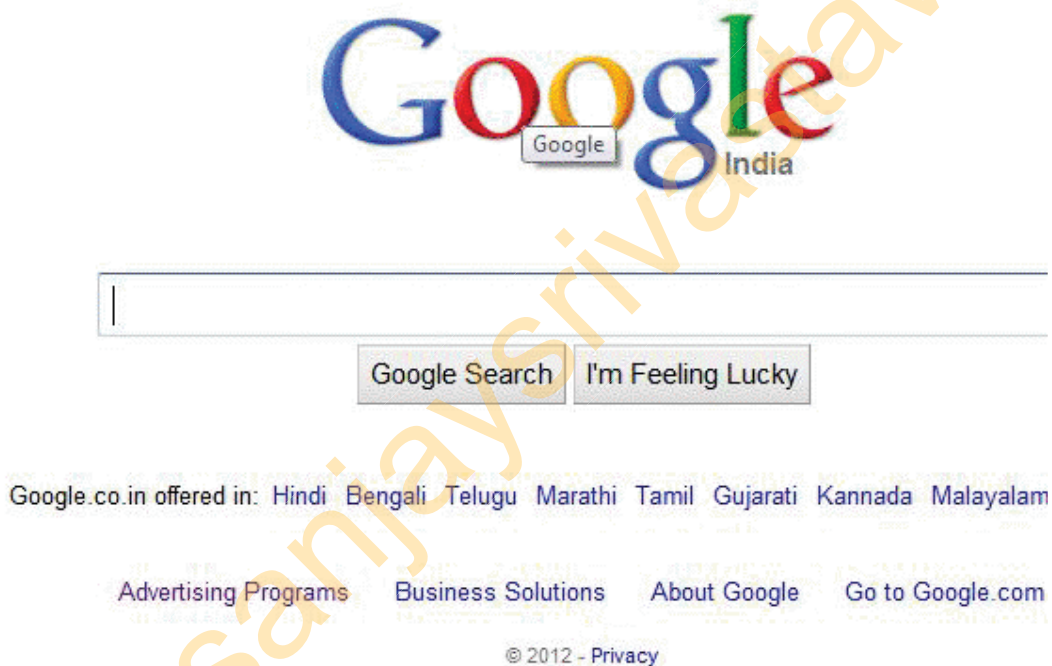 Google
Google
India
Google Search I'm Feeling Lucky
Google.co.in offered in: Hindi Bengali Telugu Marathi Tamil Gujarati Kannada Malayalam
Advertising Programs Business Solutions About Google Go to Google.com
© 2012 - Privacy
sanjaysrivastav